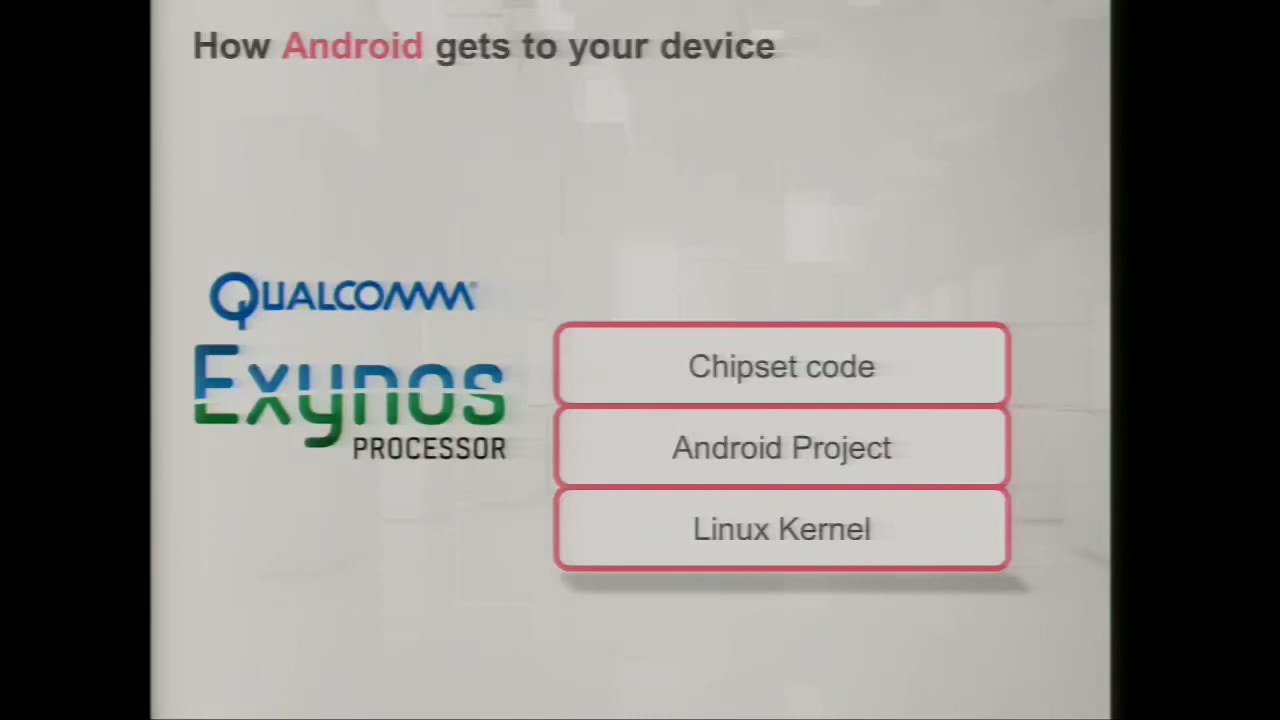 How Android gets to your device
QUALCOMM
Exynos
PROCESSOR
Chipset code
Android Project
Linux Kernel